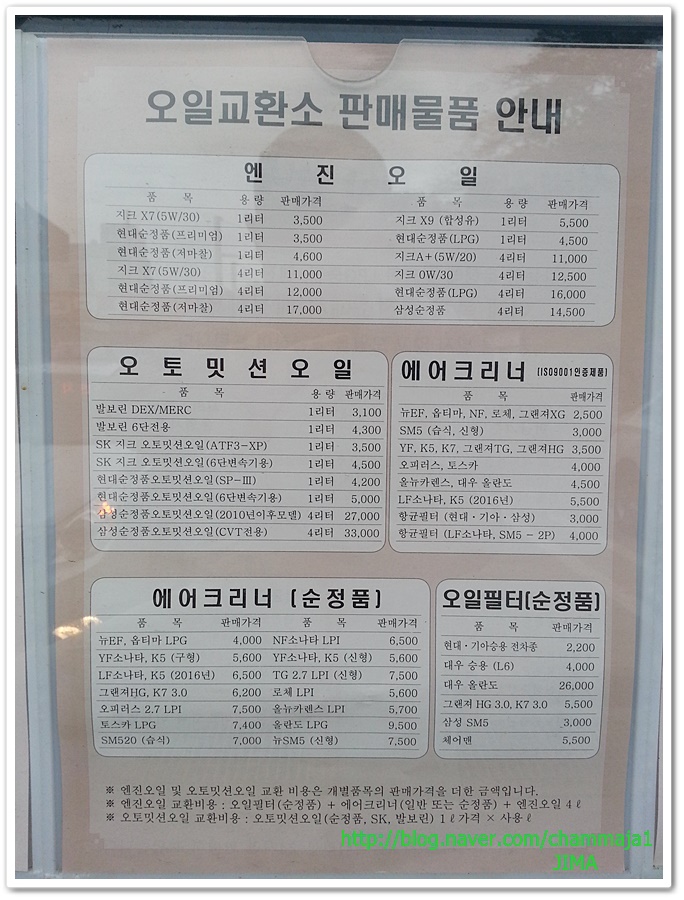 오일교환소 판매물품 안내
엔 진 오 일
품 목 용 량 판매가격 품 목 용 량 판매가격
지크 X7(5W/30) 1리터 3,500 지크 X9 (합성유) 1리터 5,500
현대순정품(프리미엄) 1리터 3,500 현대순정품(LPG) 1리터 4,500
현대순정품(저마찰) 1리터 4,600 지크A+(5W/20) 4리터 11,000
지크 X7(5W/30) 4리터 11,000 지크 0W/30 4리터 12,500
현대순정품(프리미엄) 4리터 12,000 현대순정품(LPG) 4리터 16,000
현대순정품(저마찰) 4리터 17,000 삼성순정품 4리터 14,500
오 토 밋 션 오 일
품 목 용 량 판매가격
발보린 DEX/MERC 1리터 3,100
발보린 6단전용 1리터 4,300
SK 지크 오토밋션오일(ATF3-XP) 1리터 3,500
SK 지크 오토밋션오일(6단변속기용) 1리터 4,500
현대순정품오토밋션오일(SP-III) 1리터 4,200
현대순정품오토밋션오일(6단변속기용) 1리터 5,000
삼성순정품오토밋션오일(2010년이후모델) 4리터 27,000
삼성순정품오토밋션오일(CVT전용) 4리터 33,000
에어크리너 (ISO9001인증제품)
품 목 판매가격
뉴EF, 옵티마, NF, 로체, 그랜져XG 2,500
SM5 (습식, 신형) 3,000
YF, K5, K7, 그랜져TG, 그랜져HG 3,500
오피러스, 토스카 4,000
올뉴카렌스, 대우 올란도 4,500
LF소나타, K5 (2016년) 5,500
항균필터 (현대·기아·삼성) 3,000
항균필터 (LF소나타, SM5 - 2P) 4,000
에어크리너 (순정품)
품 목 판매가격 품 목 판매가격
뉴EF, 옵티마 LPG 4,000 NF소나타 LPI 6,500
YF소나타, K5 (구형) 5,600 YF소나타, K5 (신형) 5,600
LF소나타, K5 (2016년) 6,500 TG 2.7 LPI (신형) 7,500
그랜져HG, K7 3.0 6,200 로체 LPI 5,600
오피러스 2.7 LPI 7,500 올뉴카렌스 LPI 5,700
토스카 LPG 7,400 올란도 LPG 9,500
SM520 (습식) 7,000 뉴SM5 (신형) 7,500
오일필터(순정품)
품 목 판매가격
현대·기아승용 전차종 2,200
대우 승용 (L6) 4,000
대우 올란도 26,000
그랜져 HG 3.0, K7 3.0 5,500
삼성 SM5 3,000
체어맨 5,500
※ 엔진오일 및 오토밋션오일 교환 비용은 개별품목의 판매가격을 더한 금액입니다.
※ 엔진오일 교환비용 : 오일필터(순정품) + 에어크리너(일반 또는 순정품) + 엔진오일 4ℓ
※ 오토밋션오일 교환비용 : 오토밋션오일(순정품, SK, 발보린) 1ℓ가격 × 사용ℓ
http://blog.naver.com/chammaja1
JIMA